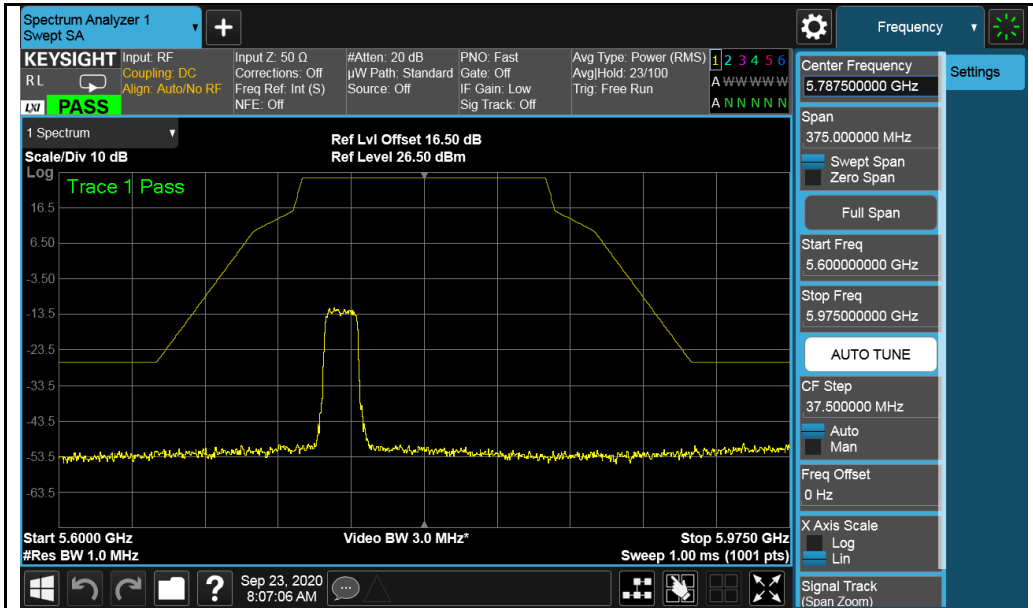 Spectrum Analyzer 1
Swept SA
+
Frequency
KEYSIGHT
RL
LXI PASS
Input: RF
Coupling: DC
Align: Auto/No RF
Input Z: 50 Ω
Corrections: Off
Freq Ref: Int (S)
NFE: Off
#Atten: 20 dB
µW Path: Standard
Source: Off
PNO: Fast
Gate: Off
IF Gain: Low
Sig Track: Off
Avg Type: Power (RMS)
Avg|Hold: 23/100
Trig: Free Run
1 2 3 4 5 6
A W W W W W
A N N N N N
1 Spectrum
Scale/Div 10 dB
Ref Lvl Offset 16.50 dB
Ref Level 26.50 dBm
Log
Trace 1 Pass
16.5
6.50
-3.50
-13.5
-23.5
-33.5
-43.5
-53.5
-63.5
Start 5.6000 GHz
#Res BW 1.0 MHz
Video BW 3.0 MHz*
Stop 5.9750 GHz
Sweep 1.00 ms (1001 pts)
Center Frequency
5.787500000 GHz
Settings
Span
375.000000 MHz
Swept Span
Zero Span
Full Span
Start Freq
5.600000000 GHz
Stop Freq
5.975000000 GHz
AUTO TUNE
CF Step
37.500000 MHz
Auto
Man
Freq Offset
0 Hz
X Axis Scale
Log
Lin
Signal Track
(Span Zoom)
?
Sep 23, 2020
8:07:06 AM